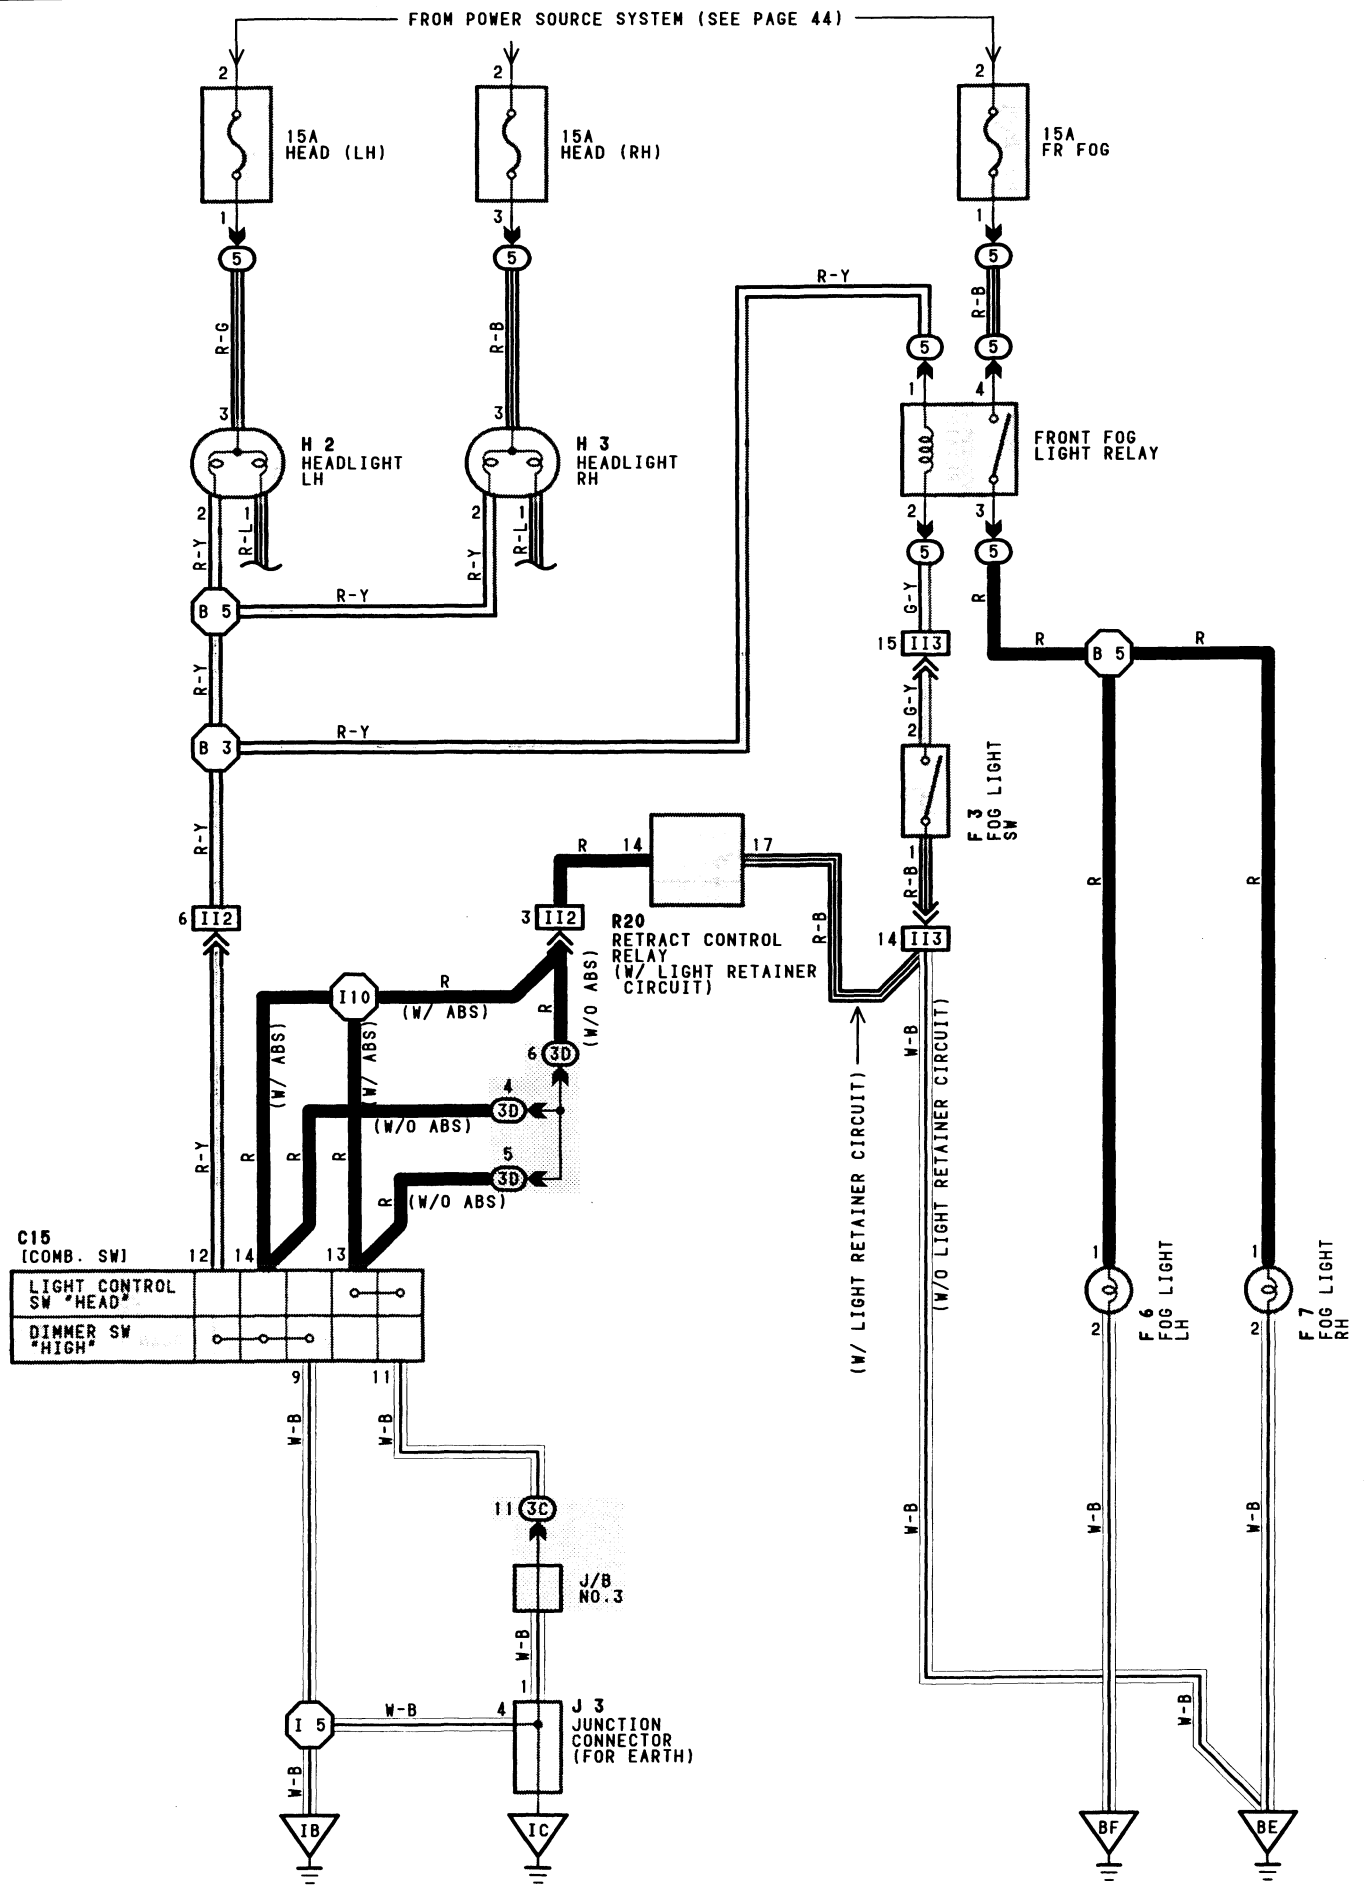 FROM POWER SOURCE SYSTEM (SEE PAGE 44)
2
2
2
15A
HEAD (LH)
15A
HEAD (RH)
15A
FR FOG
1
3
1
5
5
5
R-Y
R-G
R-B
R-B
5
5
1
4
3
3
H 2
HEADLIGHT
LH
H 3
HEADLIGHT
RH
FRONT FOG
LIGHT RELAY
2
1
2
1
2
3
R-Y
R-L
R-Y
R-L
5
5
B 5
R-Y
G-Y
R
15
II3
R
B 5
R
R-Y
G-Y
2
B 3
R-Y
F 3
FOG LIGHT
SW
R-Y
R
14
17
1
R-B
R
R
6
II2
3
II2
R20
RETRACT CONTROL
RELAY
(W/ LIGHT RETAINER
CIRCUIT)
R-B
14
II3
I10
R
(W/ ABS)
R
(W/O ABS)
(W/ ABS)
(W/ ABS)
W-B
6
3D
4
3D
(W/O ABS)
5
3D
R-Y
R
R
R
R
(W/O ABS)
(W/ LIGHT RETAINER CIRCUIT)
(W/O LIGHT RETAINER CIRCUIT)
C15
[COMB. SW]
12
14
13
LIGHT CONTROL
SW "HEAD"
DIMMER SW
"HIGH"
1
1
2
F 6
FOG LIGHT
LH
2
F 7
FOG LIGHT
RH
9
11
W-B
W-B
11
3C
W-B
W-B
W-B
J/B
NO.3
W-B
1
I 5
W-B
4
J 3
JUNCTION
CONNECTOR
(FOR EARTH)
W-B
W-B
IB
IC
BF
BE